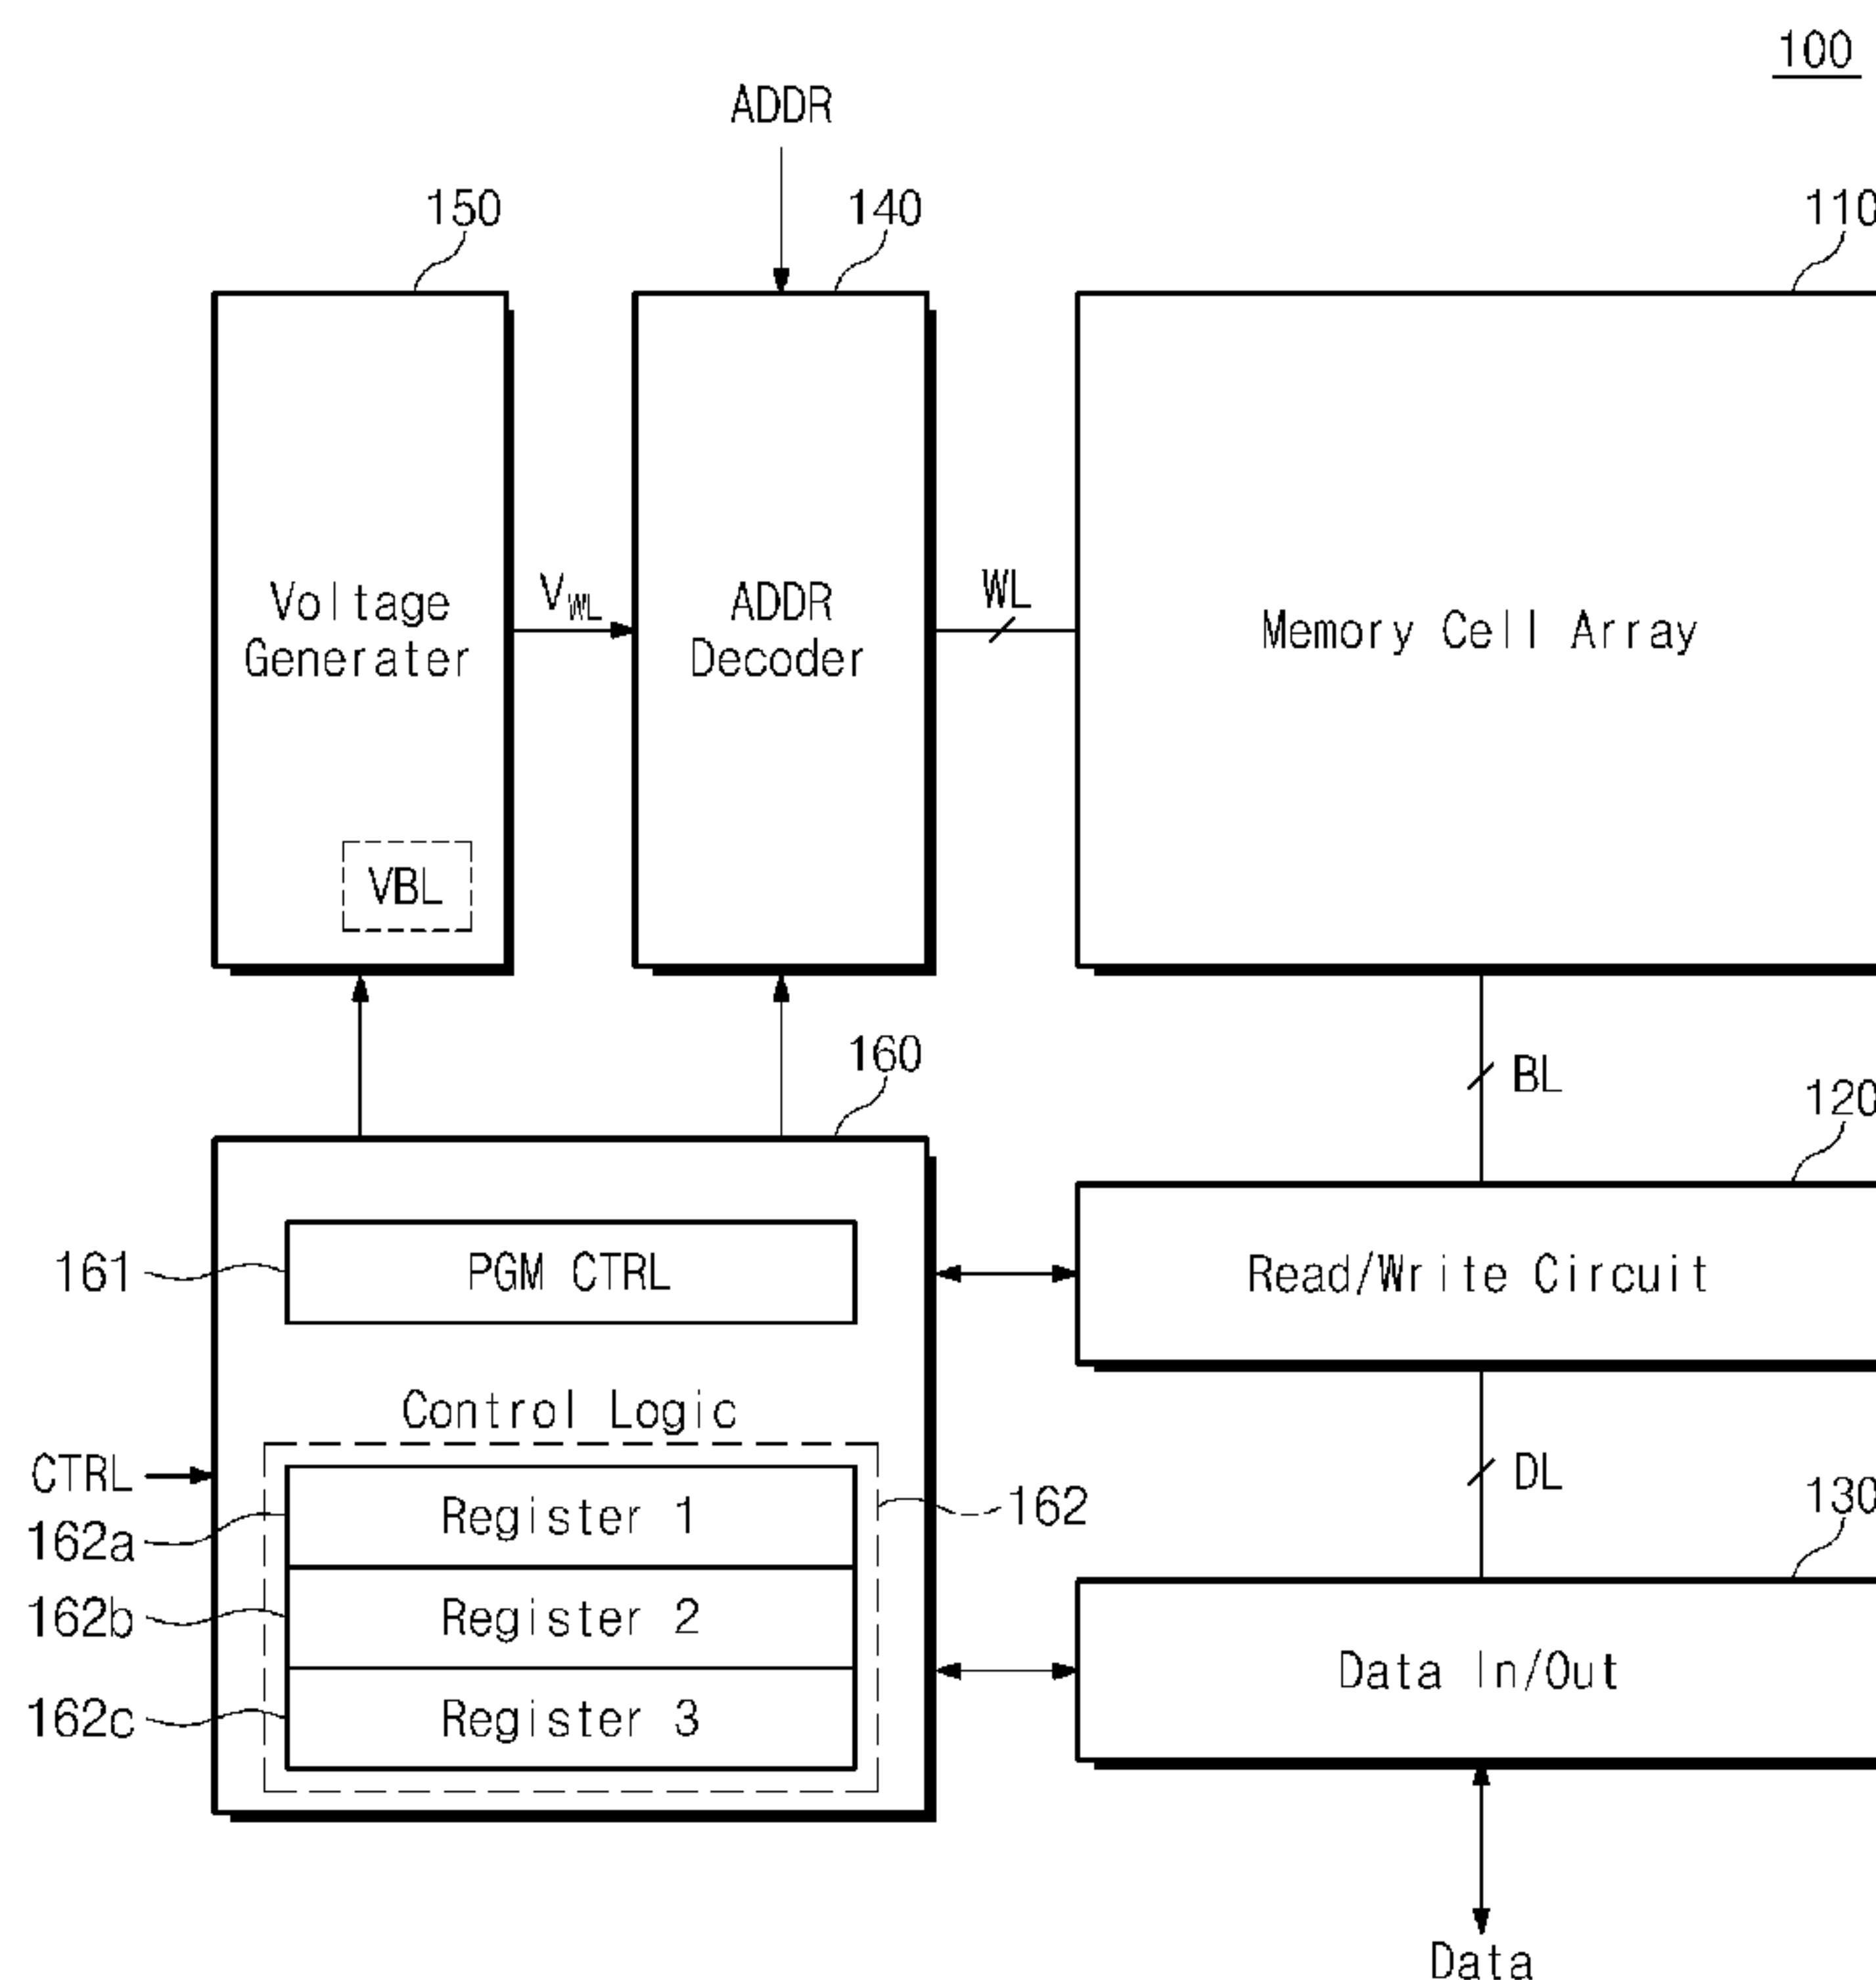 100
ADDR
150
140
110
Voltage
Generater
VWL
ADDR
Decoder
WL
Memory Cell Array
VBL
160
BL
120
161
PGM CTRL
Read/Write Circuit
Control Logic
CTRL
DL
130
162a
Register 1
162
162b
Register 2
Data In/Out
162c
Register 3
Data